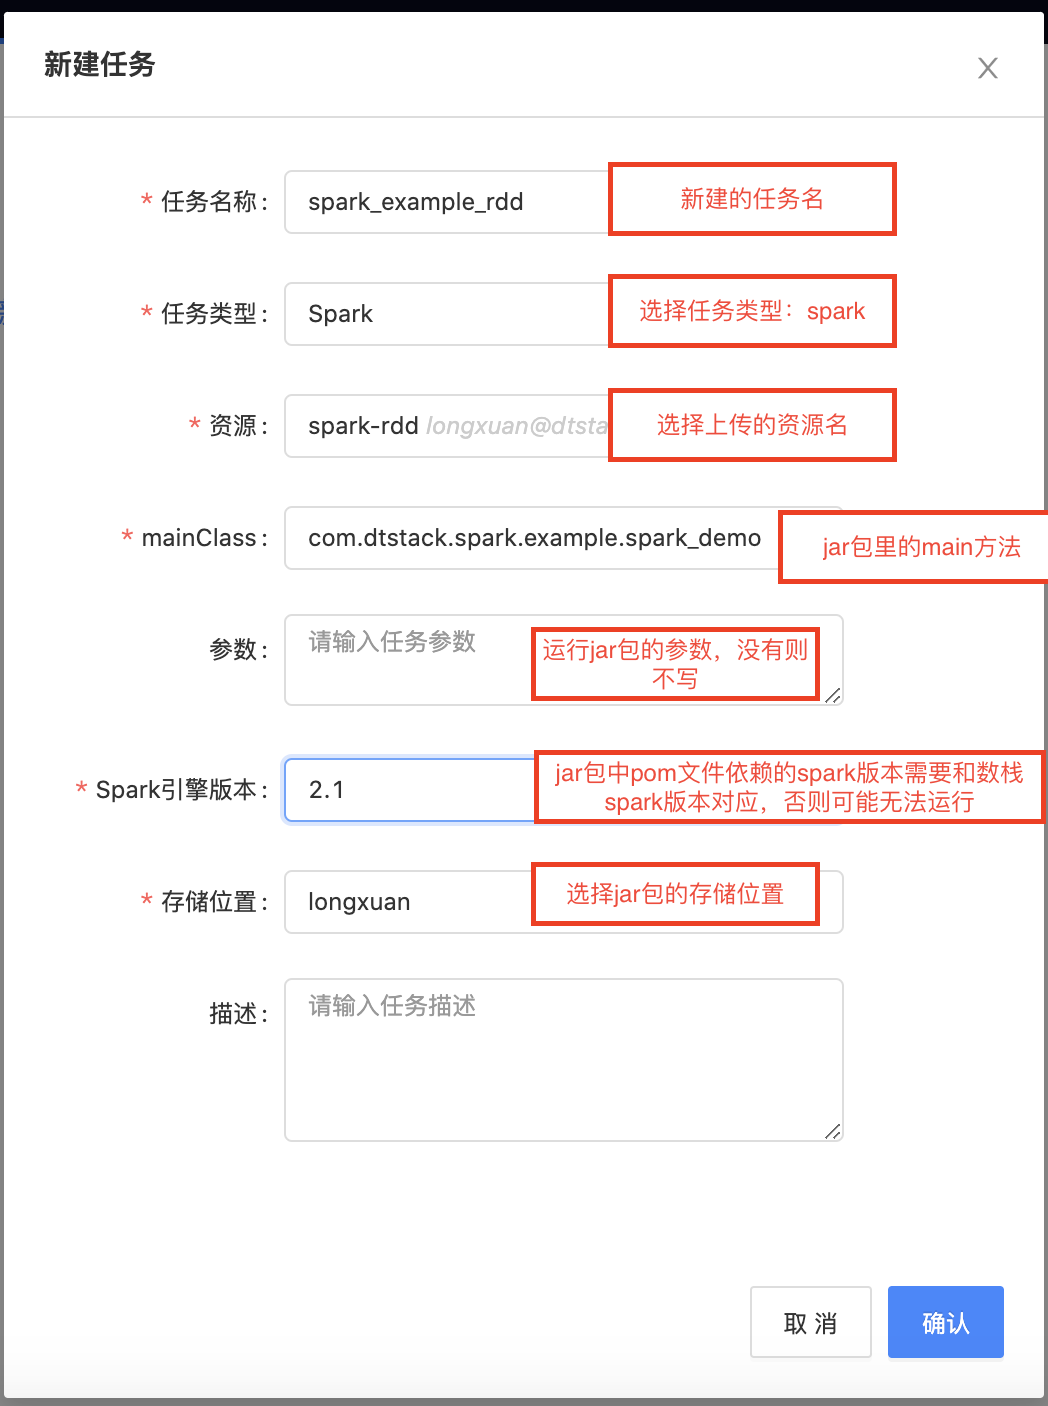 新建任务
* 任务名称: spark_example_rdd 新建的任务名
* 任务类型: Spark 选择任务类型：spark
* 资源: spark-rdd longxuan@dtsta 选择上传的资源名
* mainClass: com.dtstack.spark.example.spark_demo jar包里的main方法
参数: 请输入任务参数 运行jar包的参数，没有则
不写
* Spark引擎版本: 2.1 jar包中pom文件依赖的spark版本需要和数栈
spark版本对应，否则可能无法运行
* 存储位置: longxuan 选择jar包的存储位置
描述: 请输入任务描述
取 消 确认